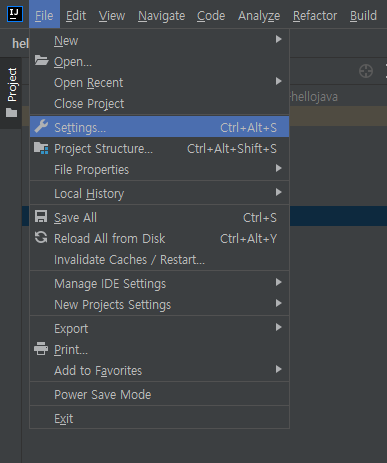 IJ File Edit View Navigate Code Analyze Refactor Build
hel
New
Open...
hellojava
Open Recent
Close Project
Project
Settings... Ctrl+Alt+S
Project Structure... Ctrl+Alt+Shift+S
File Properties
Local History
Save All Ctrl+S
Reload All from Disk Ctrl+Alt+Y
Invalidate Caches / Restart...
Manage IDE Settings
New Projects Settings
Export
Print...
Add to Favorites
Power Save Mode
Exit